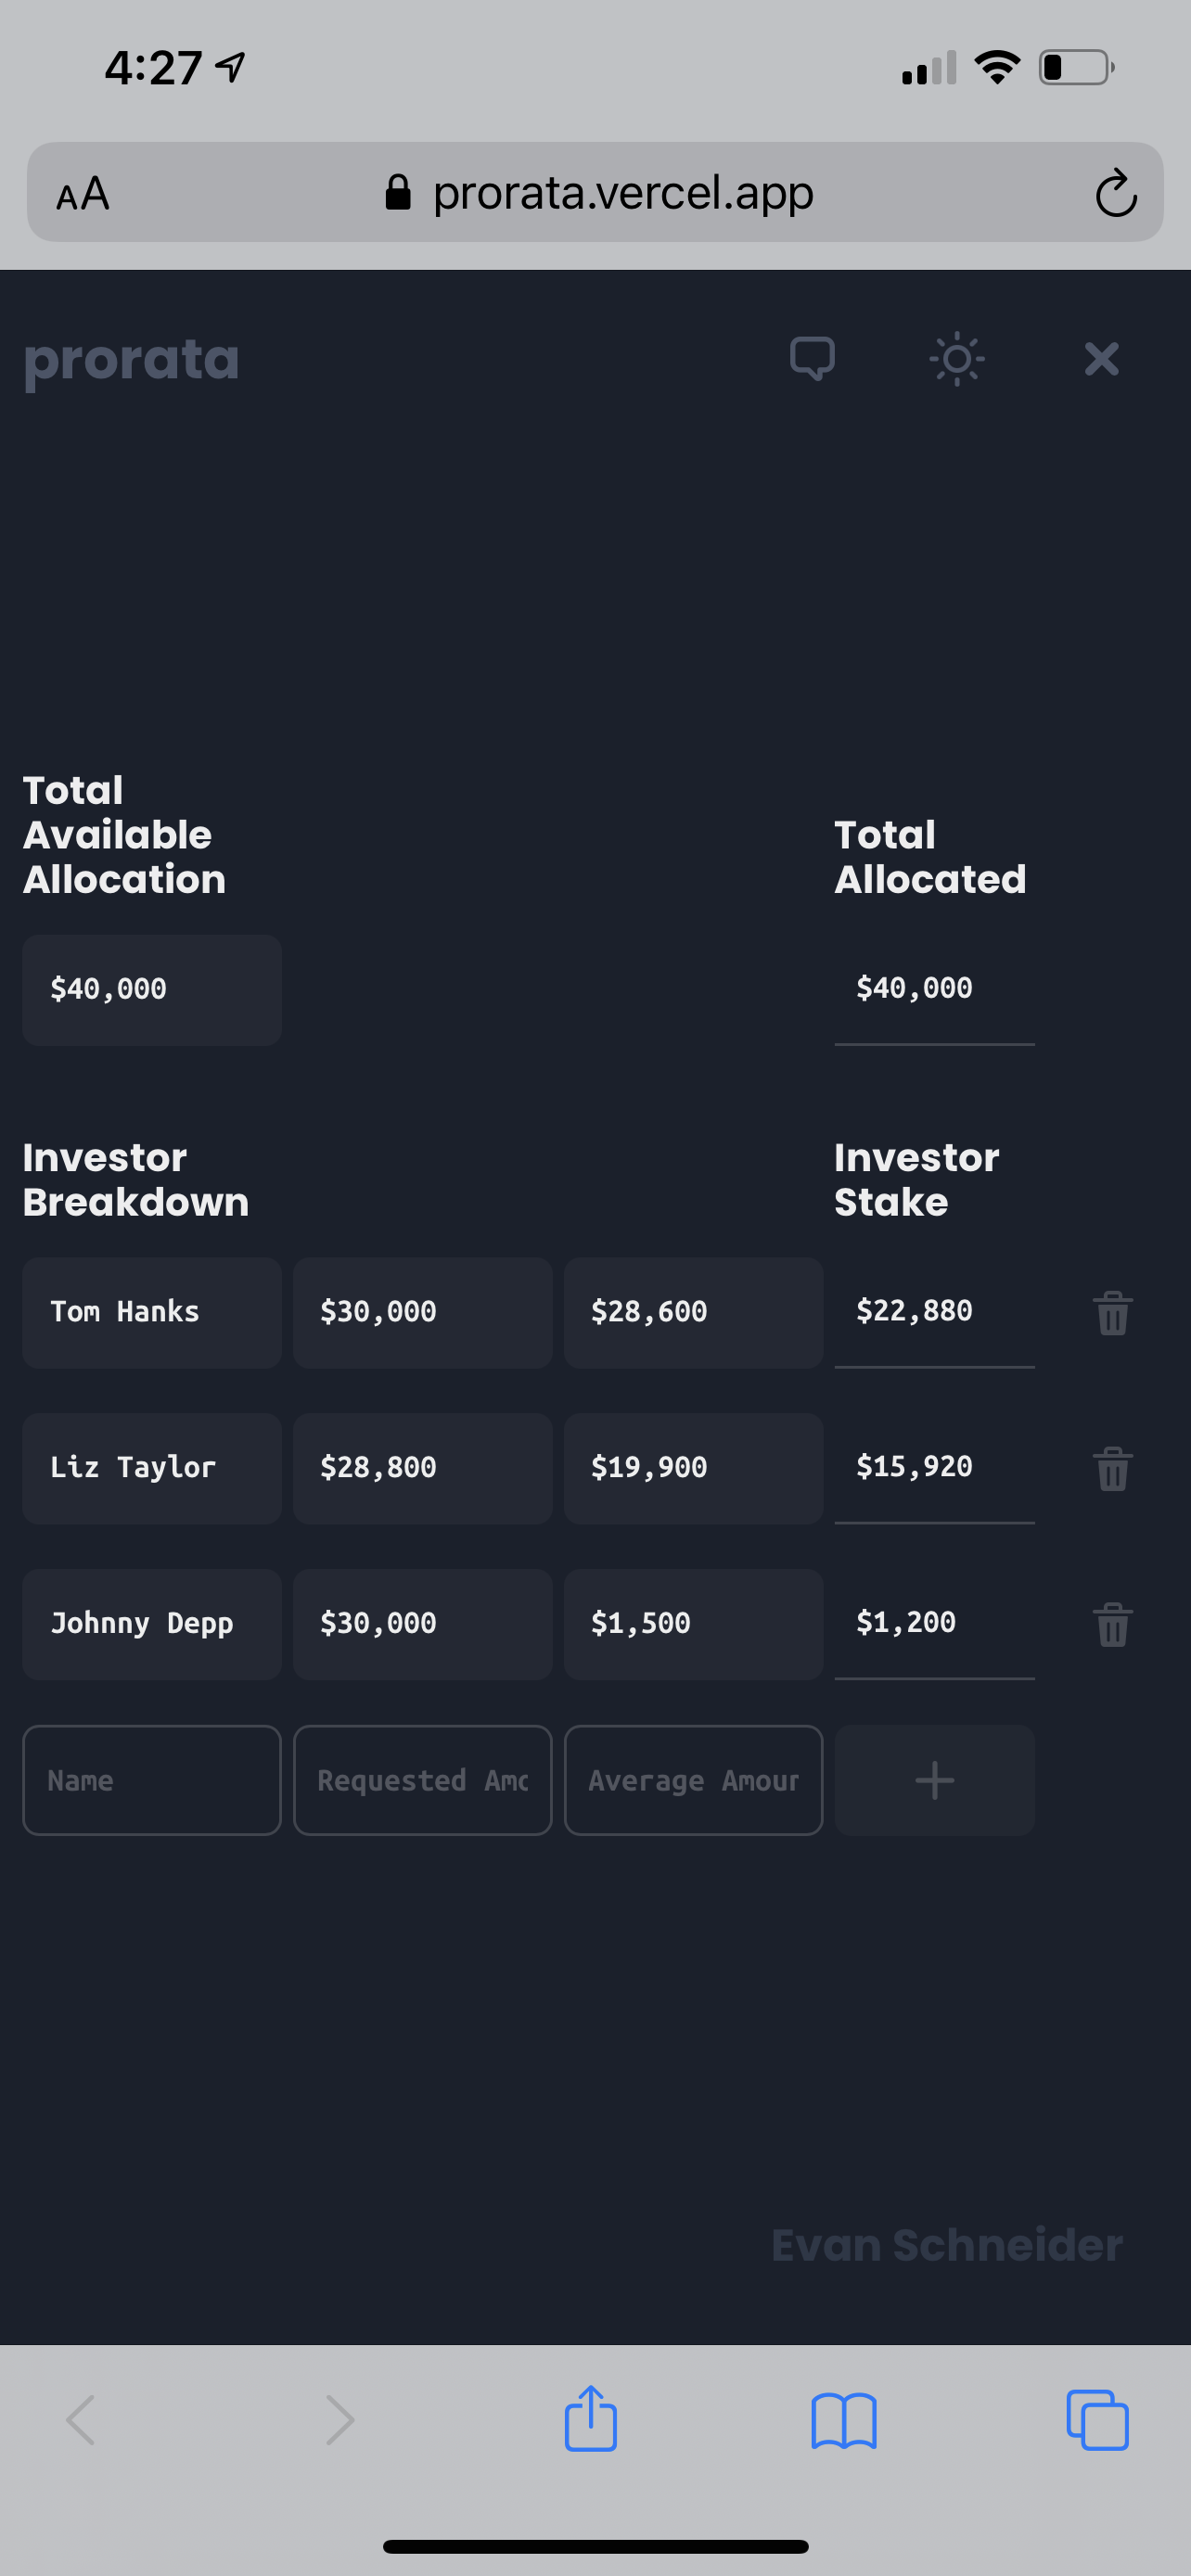 4:27
AA prorata.vercel.app
prorata
Total
Available
Allocation
Total
Allocated
$40,000
$40,000
Investor
Breakdown
Investor
Stake
Tom Hanks $30,000 $28,600 $22,880
Liz Taylor $28,800 $19,900 $15,920
Johnny Depp $30,000 $1,500 $1,200
Name Requested Amo Average Amour
Evan Schneider